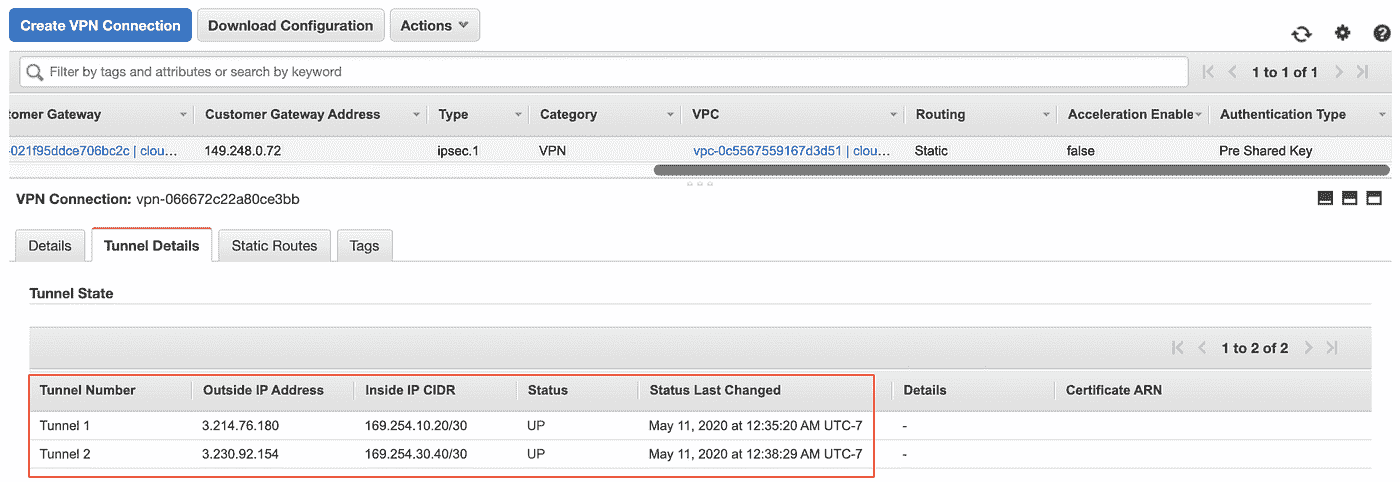 Create VPN Connection Download Configuration Actions
Filter by tags and attributes or search by keyword 1 to 1 of 1
tomer Gateway Customer Gateway Address Type Category VPC Routing Acceleration Enable Authentication Type
-021f95ddce706bc2c | clou... 149.248.0.72 ipsec.1 VPN vpc-0c5567559167d3d51 | clou... Static false Pre Shared Key
VPN Connection: vpn-066672c22a80ce3bb
Details Tunnel Details Static Routes Tags
Tunnel State
1 to 2 of 2
Tunnel Number Outside IP Address Inside IP CIDR Status Status Last Changed Details Certificate ARN
Tunnel 1 3.214.76.180 169.254.10.20/30 UP May 11, 2020 at 12:35:20 AM UTC-7 -
Tunnel 2 3.230.92.154 169.254.30.40/30 UP May 11, 2020 at 12:38:29 AM UTC-7 -